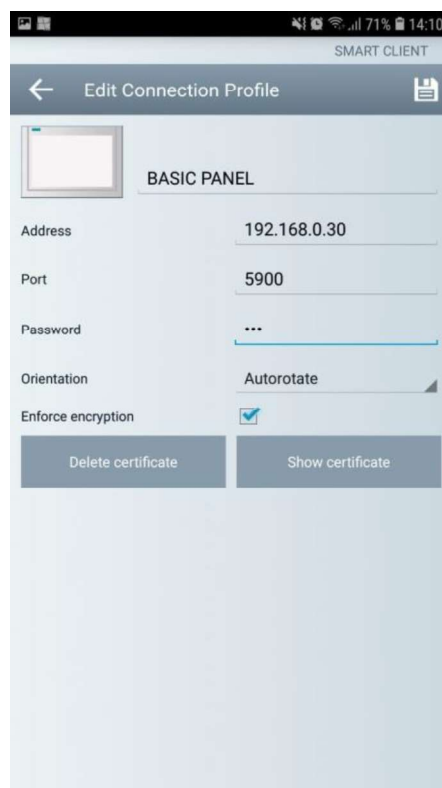 71% 14:10
SMART CLIENT
Edit Connection Profile
BASIC PANEL
Address 192.168.0.30
Port 5900
Password •••
Orientation Autorotate
Enforce encryption
Delete certificate Show certificate